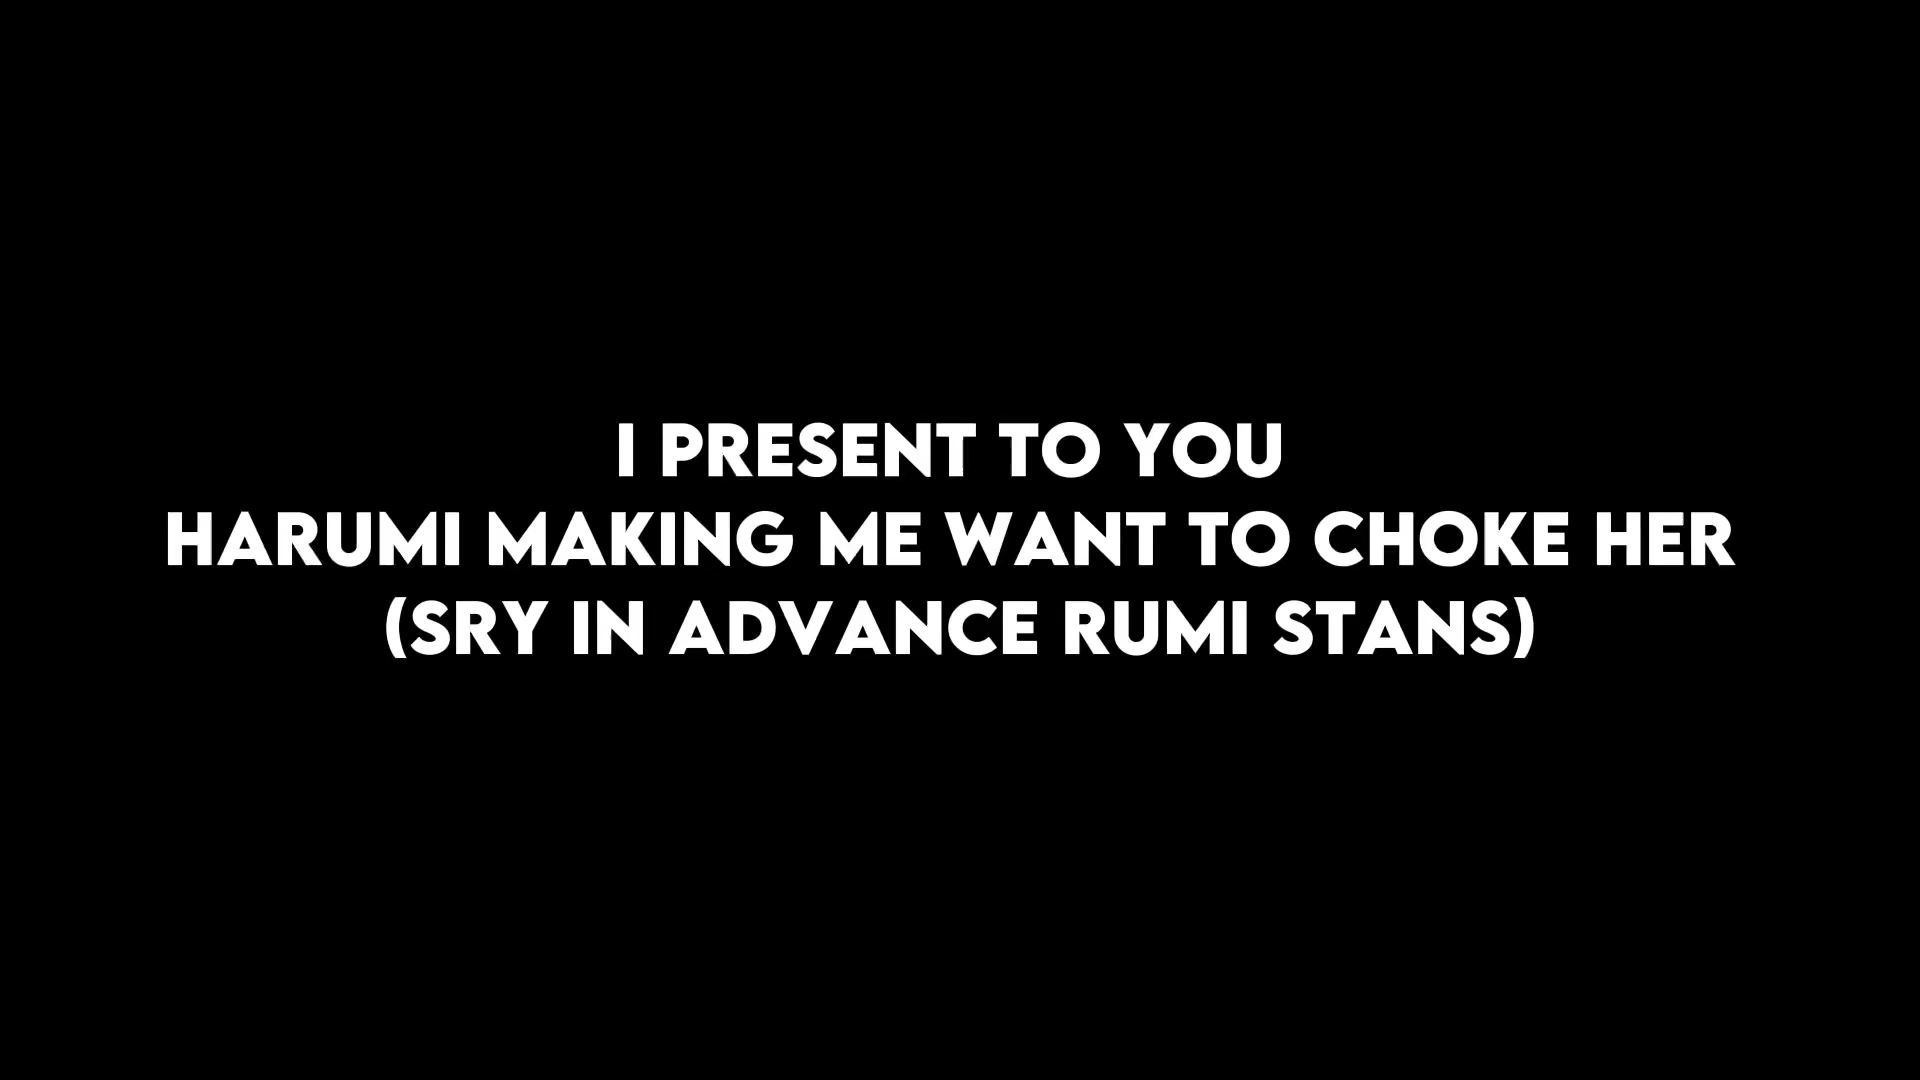 I PRESENT TO YOU
HARUMI MAKING ME WANT TO CHOKE HER
(SRY IN ADVANCE RUMI STANS)